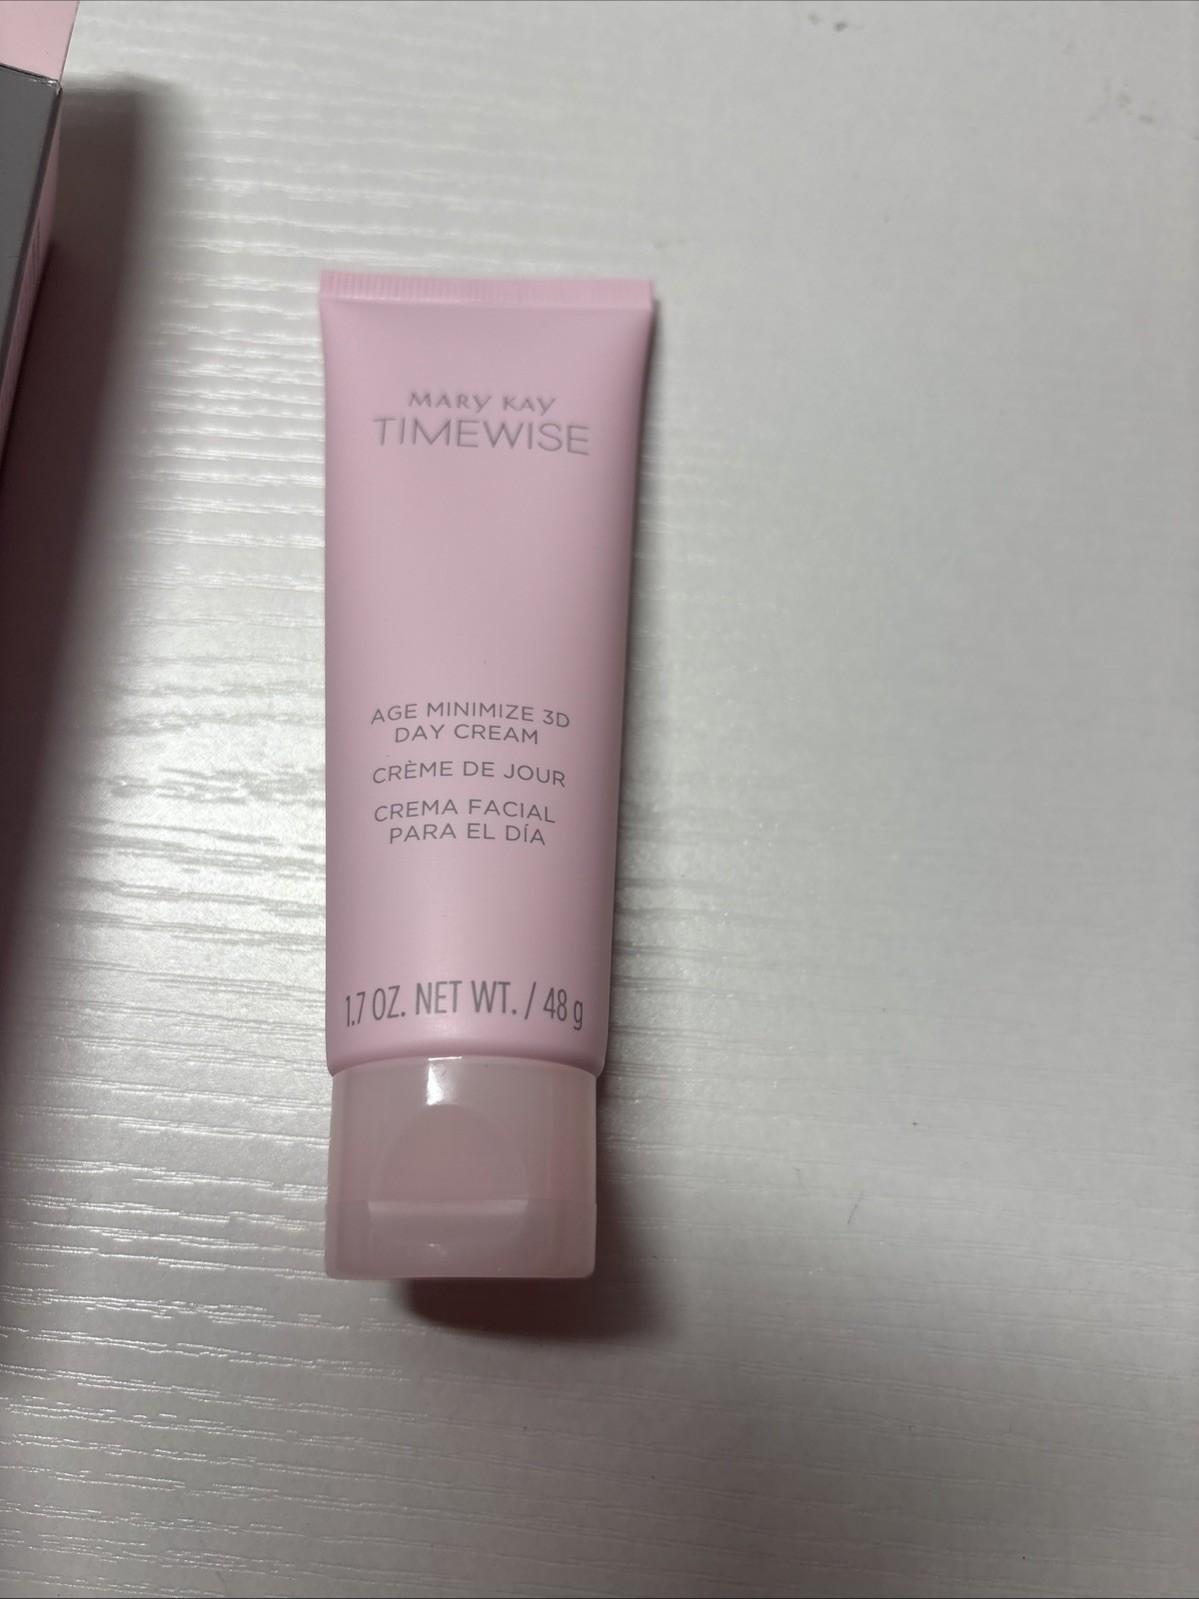 MARY KAY
TIMEWISE
AGE MINIMIZE 3D
DAY CREAM
CRÈME DE JOUR
CREMA FACIAL
PARA EL DÍA
1.7 OZ. NET WT. / 48 g